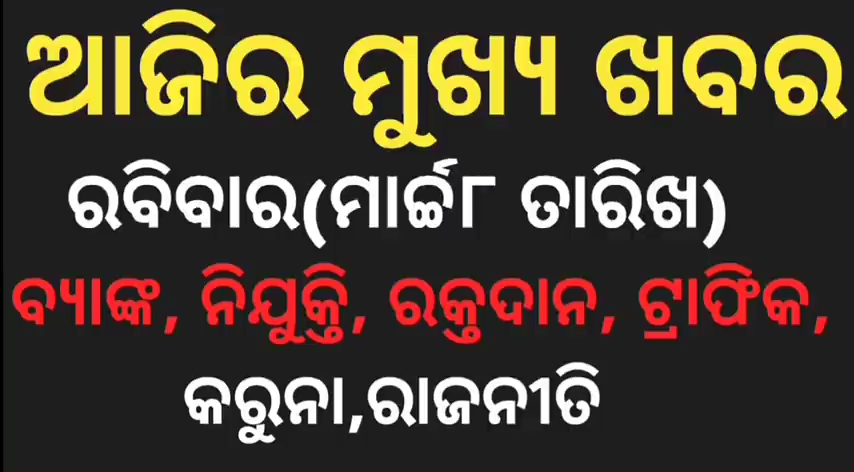 ଆଜିର ମୁଖ୍ୟ ଖବର
ରବିବାର(ମାର୍ଚ୍ଚ୮ ତାରିଖ)
ବ୍ୟାଙ୍କ, ନିଯୁକ୍ତି, ରକ୍ତଦାନ, ଟ୍ରାଫିକ,
କରୁନା,ରାଜନୀତି